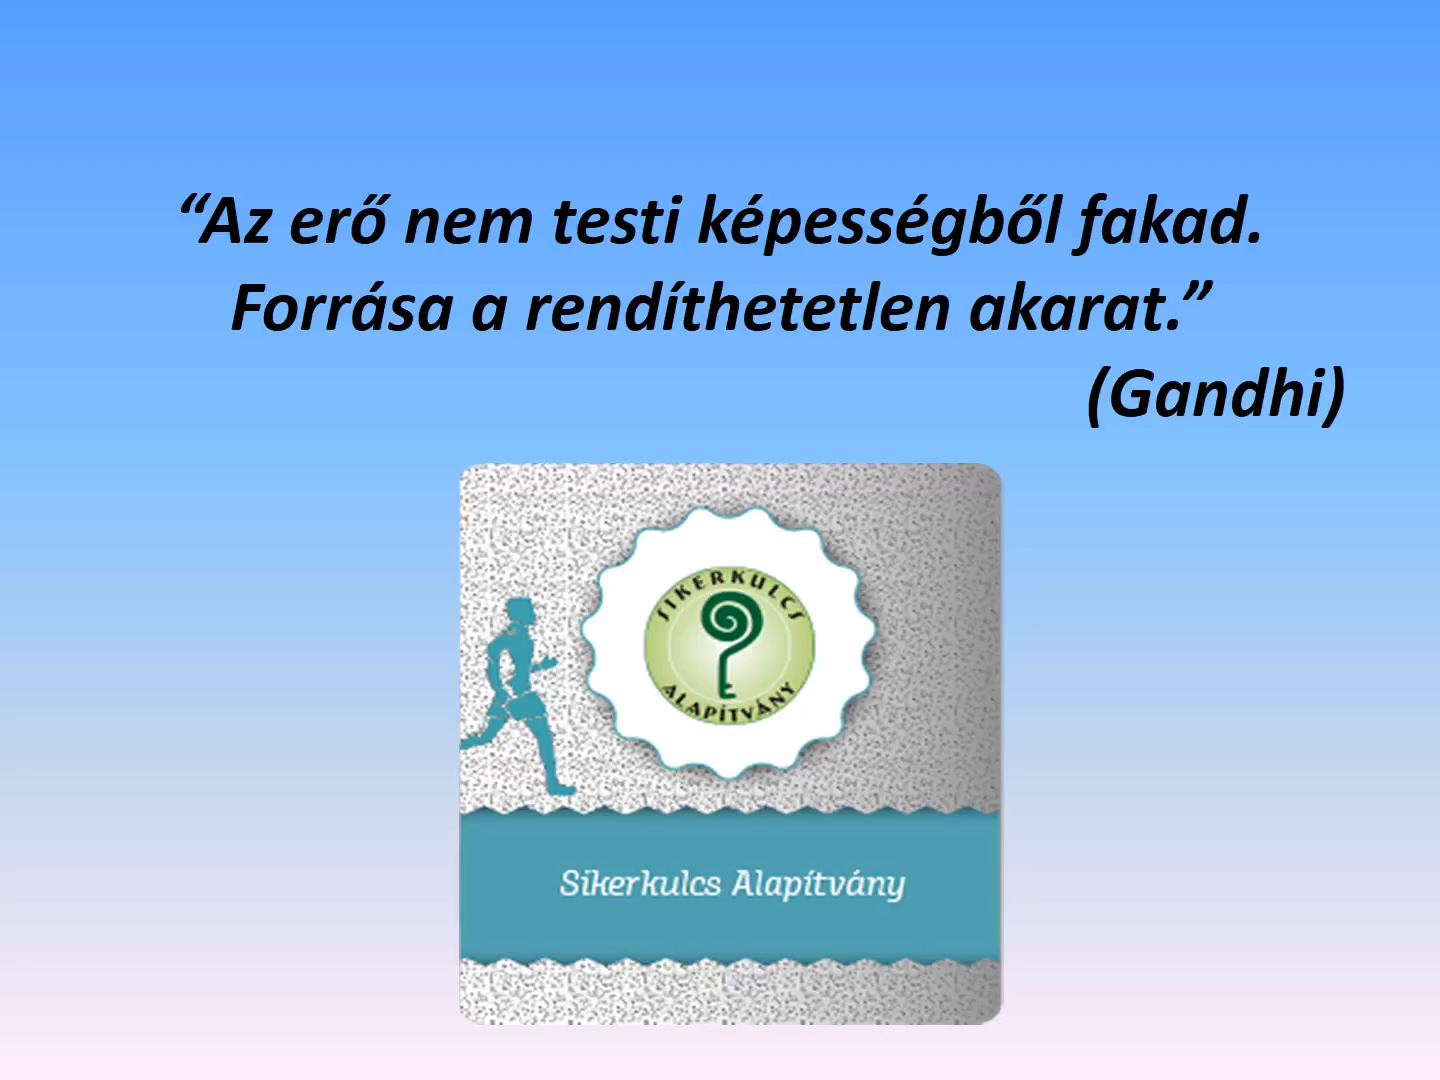 “Az erő nem testi képességből fakad.
Forrása a rendíthetetlen akarat.”
(Gandhi)
SIKERKULCS
ALAPÍTVÁNY
Sikerkulcs Alapítvány